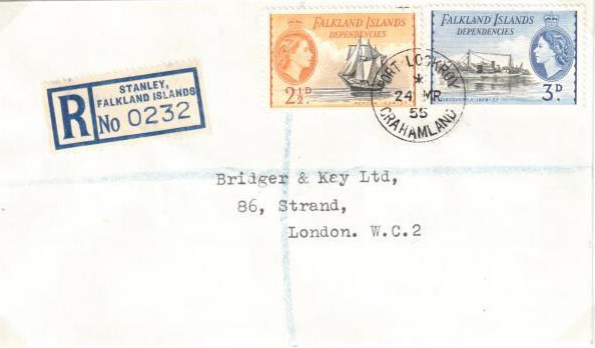 STANLEY,
FALKLAND ISLANDS
R No 0232
FALKLAND ISLANDS
DEPENDENCIES
2½D.
FALKLAND ISLANDS
DEPENDENCIES
3D.
PORT LOCKROY
*
24 MR
55
GRAHAMLAND
Bridger & Key Ltd,
86, Strand,
London. W.C.2